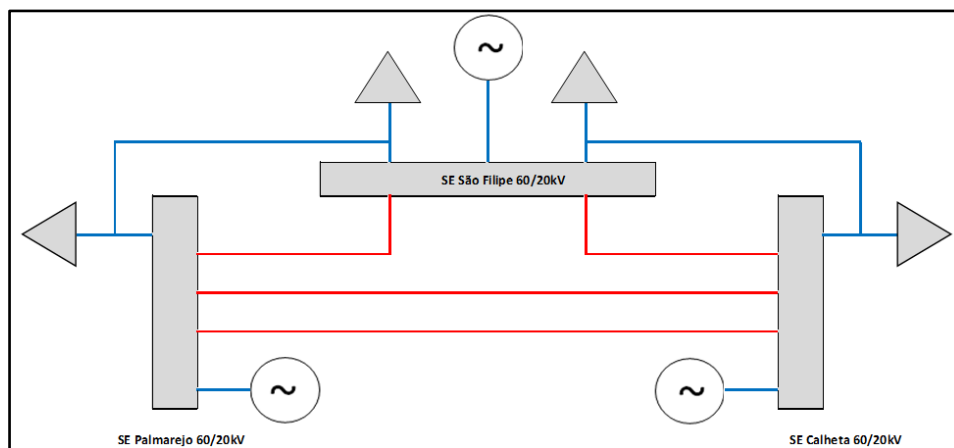 ~
SE São Filipe 60/20kV
~
~
SE Palmarejo 60/20kV
SE Calheta 60/20kV